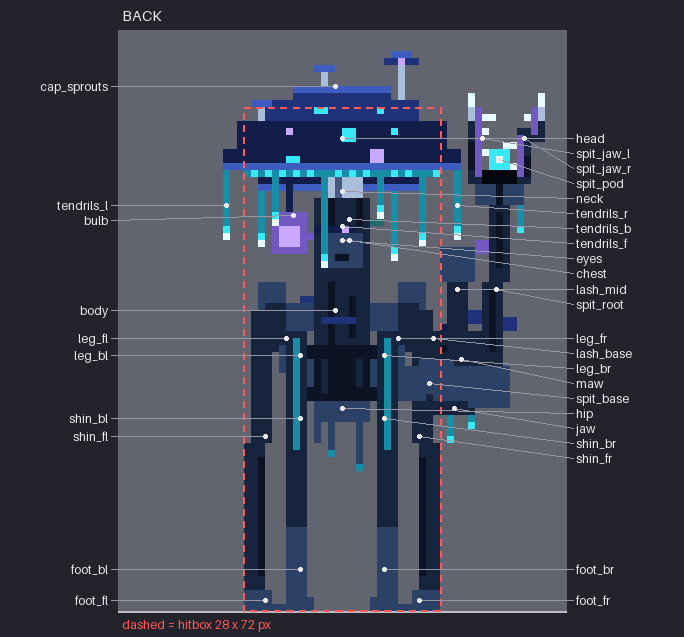 BACK
cap_sprouts
head
spit_jaw_l
spit_jaw_r
spit_pod
neck
tendrils_l
tendrils_r
bulb
tendrils_b
tendrils_f
eyes
chest
lash_mid
spit_root
body
leg_fl
leg_fr
leg_bl
lash_base
leg_br
maw
spit_base
hip
shin_bl
jaw
shin_br
shin_fl
shin_fr
foot_bl
foot_br
foot_fl
foot_fr
dashed = hitbox 28 x 72 px